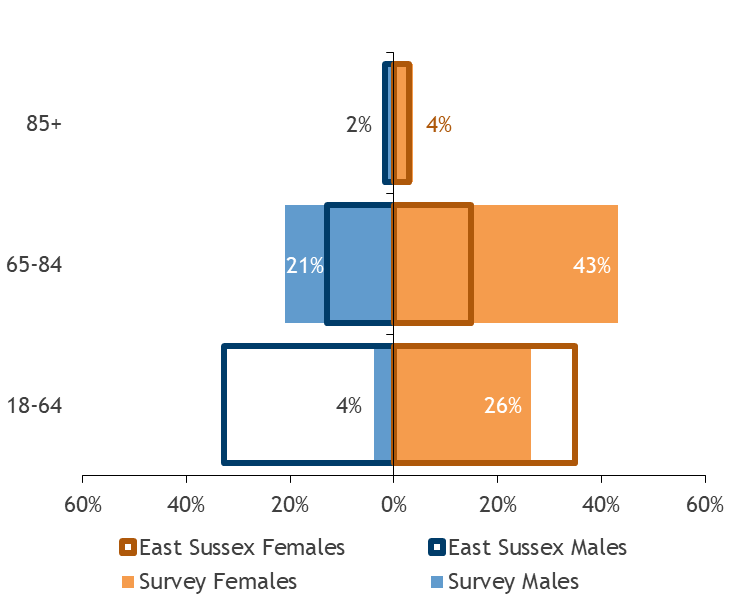 85+ 2% 4%
65-84 21% 43%
18-64 4% 26%
60% 40% 20% 0% 20% 40% 60%
East Sussex Females East Sussex Males
Survey Females Survey Males